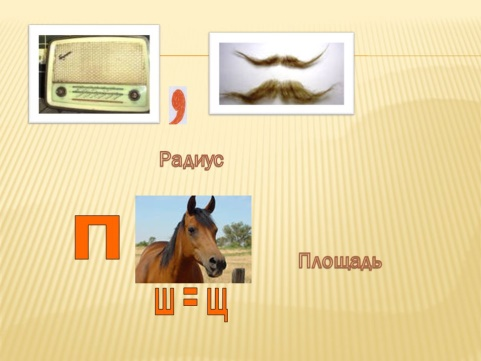 ,
Радиус
П
Ш = Щ
Площадь